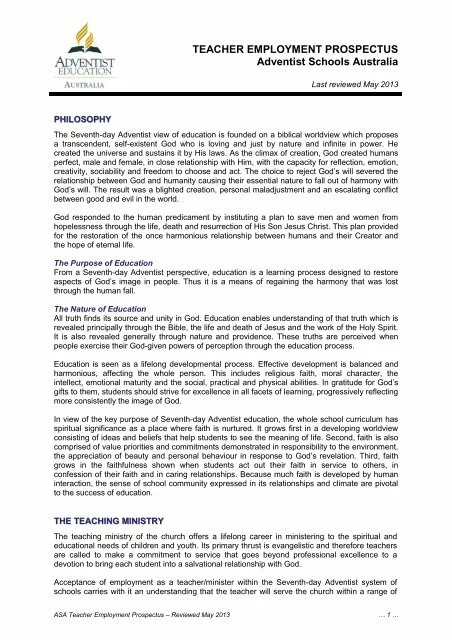 ADVENTIST
EDUCATION
AUSTRALIA
TEACHER EMPLOYMENT PROSPECTUS
Adventist Schools Australia
Last reviewed May 2013
PHILOSOPHY
The Seventh-day Adventist view of education is founded on a biblical worldview which proposes
a transcendent, self-existent God who is loving and just by nature and infinite in power. He
created the universe and sustains it by His laws. As the climax of creation, God created humans
perfect, male and female, in close relationship with Him, with the capacity for reflection, emotion,
creativity, sociability and freedom to choose and act. The choice to reject God's will severed the
relationship between God and humanity causing their essential nature to fall out of harmony with
God's will. The result was a blighted creation, personal maladjustment and an escalating conflict
between good and evil in the world.
God responded to the human predicament by instituting a plan to save men and women from
hopelessness through the life, death and resurrection of His Son Jesus Christ. This plan provided
for the restoration of the once harmonious relationship between humans and their Creator and
the hope of eternal life.
The Purpose of Education
From a Seventh-day Adventist perspective, education is a learning process designed to restore
aspects of God's image in people. Thus it is a means of regaining the harmony that was lost
through the human fall.
The Nature of Education
All truth finds its source and unity in God. Education enables understanding of that truth which is
revealed principally through the Bible, the life and death of Jesus and the work of the Holy Spirit.
It is also revealed generally through nature and providence. These truths are perceived when
people exercise their God-given powers of perception through the education process.
Education is seen as a lifelong developmental process. Effective development is balanced and
harmonious, affecting the whole person. This includes religious faith, moral character, the
intellect, emotional maturity and the social, practical and physical abilities. In gratitude for God's
gifts to them, students should strive for excellence in all facets of learning, progressively reflecting
more consistently the image of God.
In view of the key purpose of Seventh-day Adventist education, the whole school curriculum has
spiritual significance as a place where faith is nurtured. It grows first in a developing worldview
consisting of ideas and beliefs that help students to see the meaning of life. Second, faith is also
comprised of value priorities and commitments demonstrated in responsibility to the environment,
the appreciation of beauty and personal behaviour in response to God's revelation. Third, faith
grows in the faithfulness shown when students act out their faith in service to others, in
confession of their faith and in caring relationships. Because much faith is developed by human
interaction, the sense of school community expressed in its relationships and climate are pivotal
to the success of education.
THE TEACHING MINISTRY
The teaching ministry of the church offers a lifelong career in ministering to the spiritual and
educational needs of children and youth. Its primary thrust is evangelistic and therefore teachers
are called to make a commitment to service that goes beyond professional excellence to a
devotion to bring each student into a salvational relationship with God.
Acceptance of employment as a teacher/minister within the Seventh-day Adventist system of
schools carries with it an understanding that the teacher will serve the church within a range of
ASA Teacher Employment Prospectus – Reviewed May 2013
... 1 ...